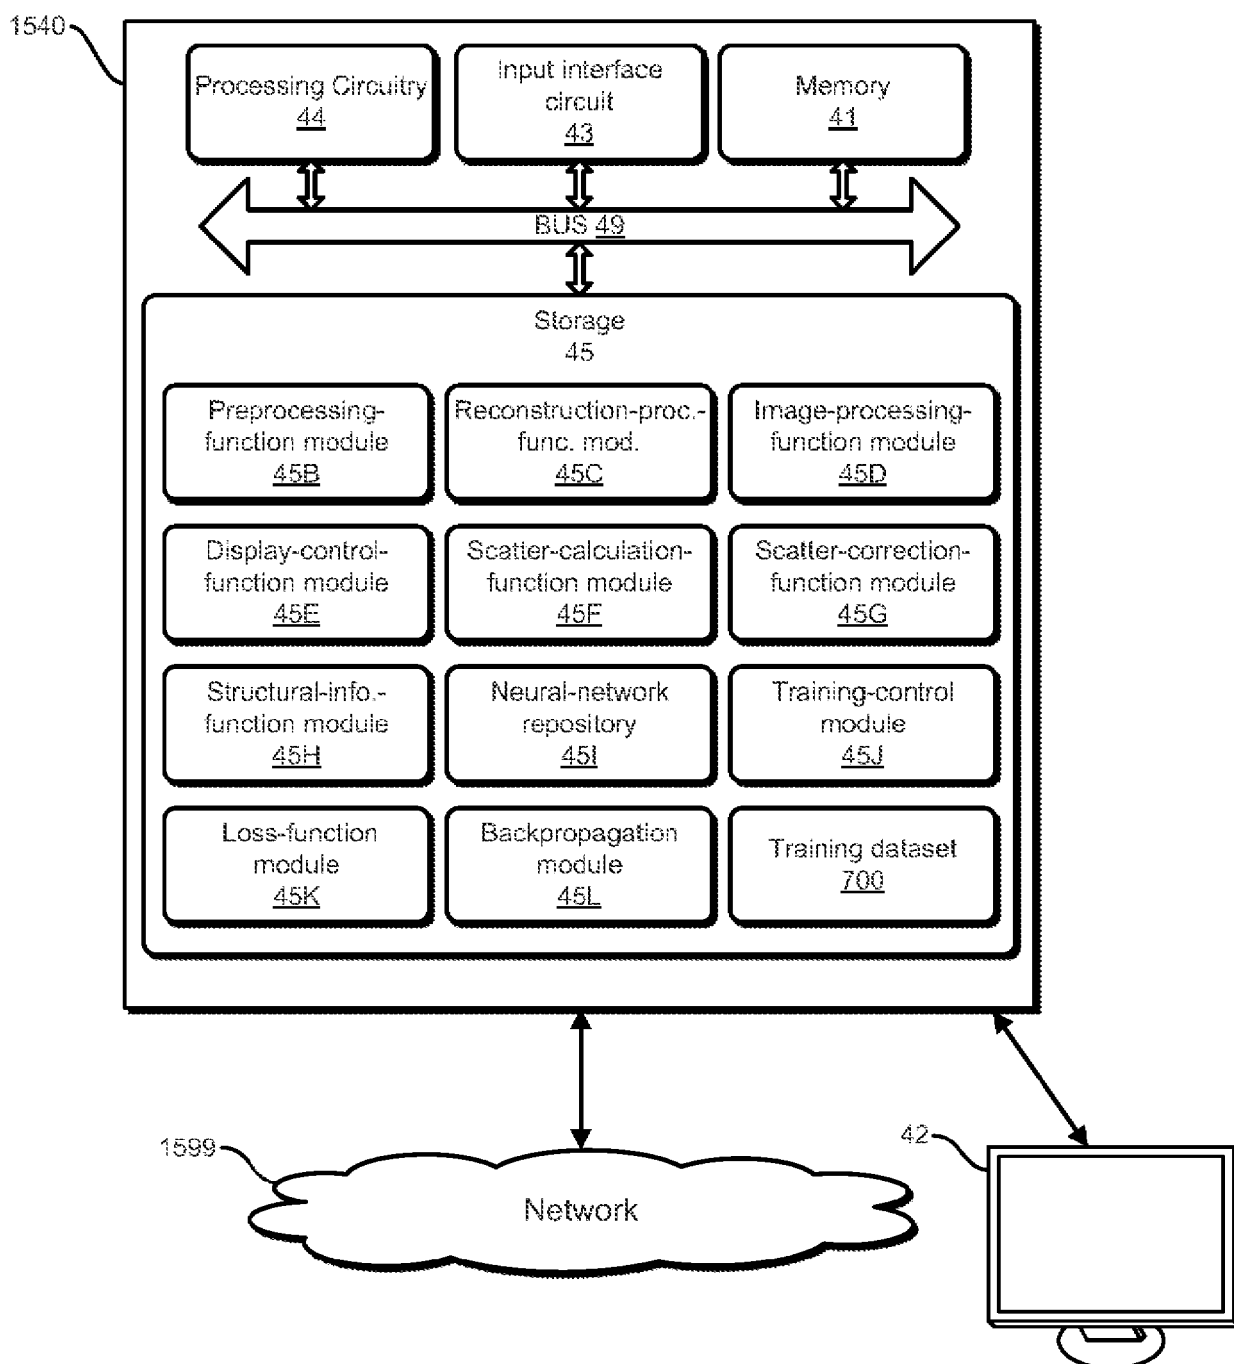 1540
Processing Circuitry
44
Input interface
circuit
43
Memory
41
BUS 49
Storage
45
Preprocessing-
function module
45B
Reconstruction-proc.-
func. mod.
45C
Image-processing-
function module
45D
Display-control-
function module
45E
Scatter-calculation-
function module
45F
Scatter-correction-
function module
45G
Structural-info.-
function module
45H
Neural-network
repository
45I
Training-control
module
45J
Loss-function
module
45K
Backpropagation
module
45L
Training dataset
700
1599
Network
42